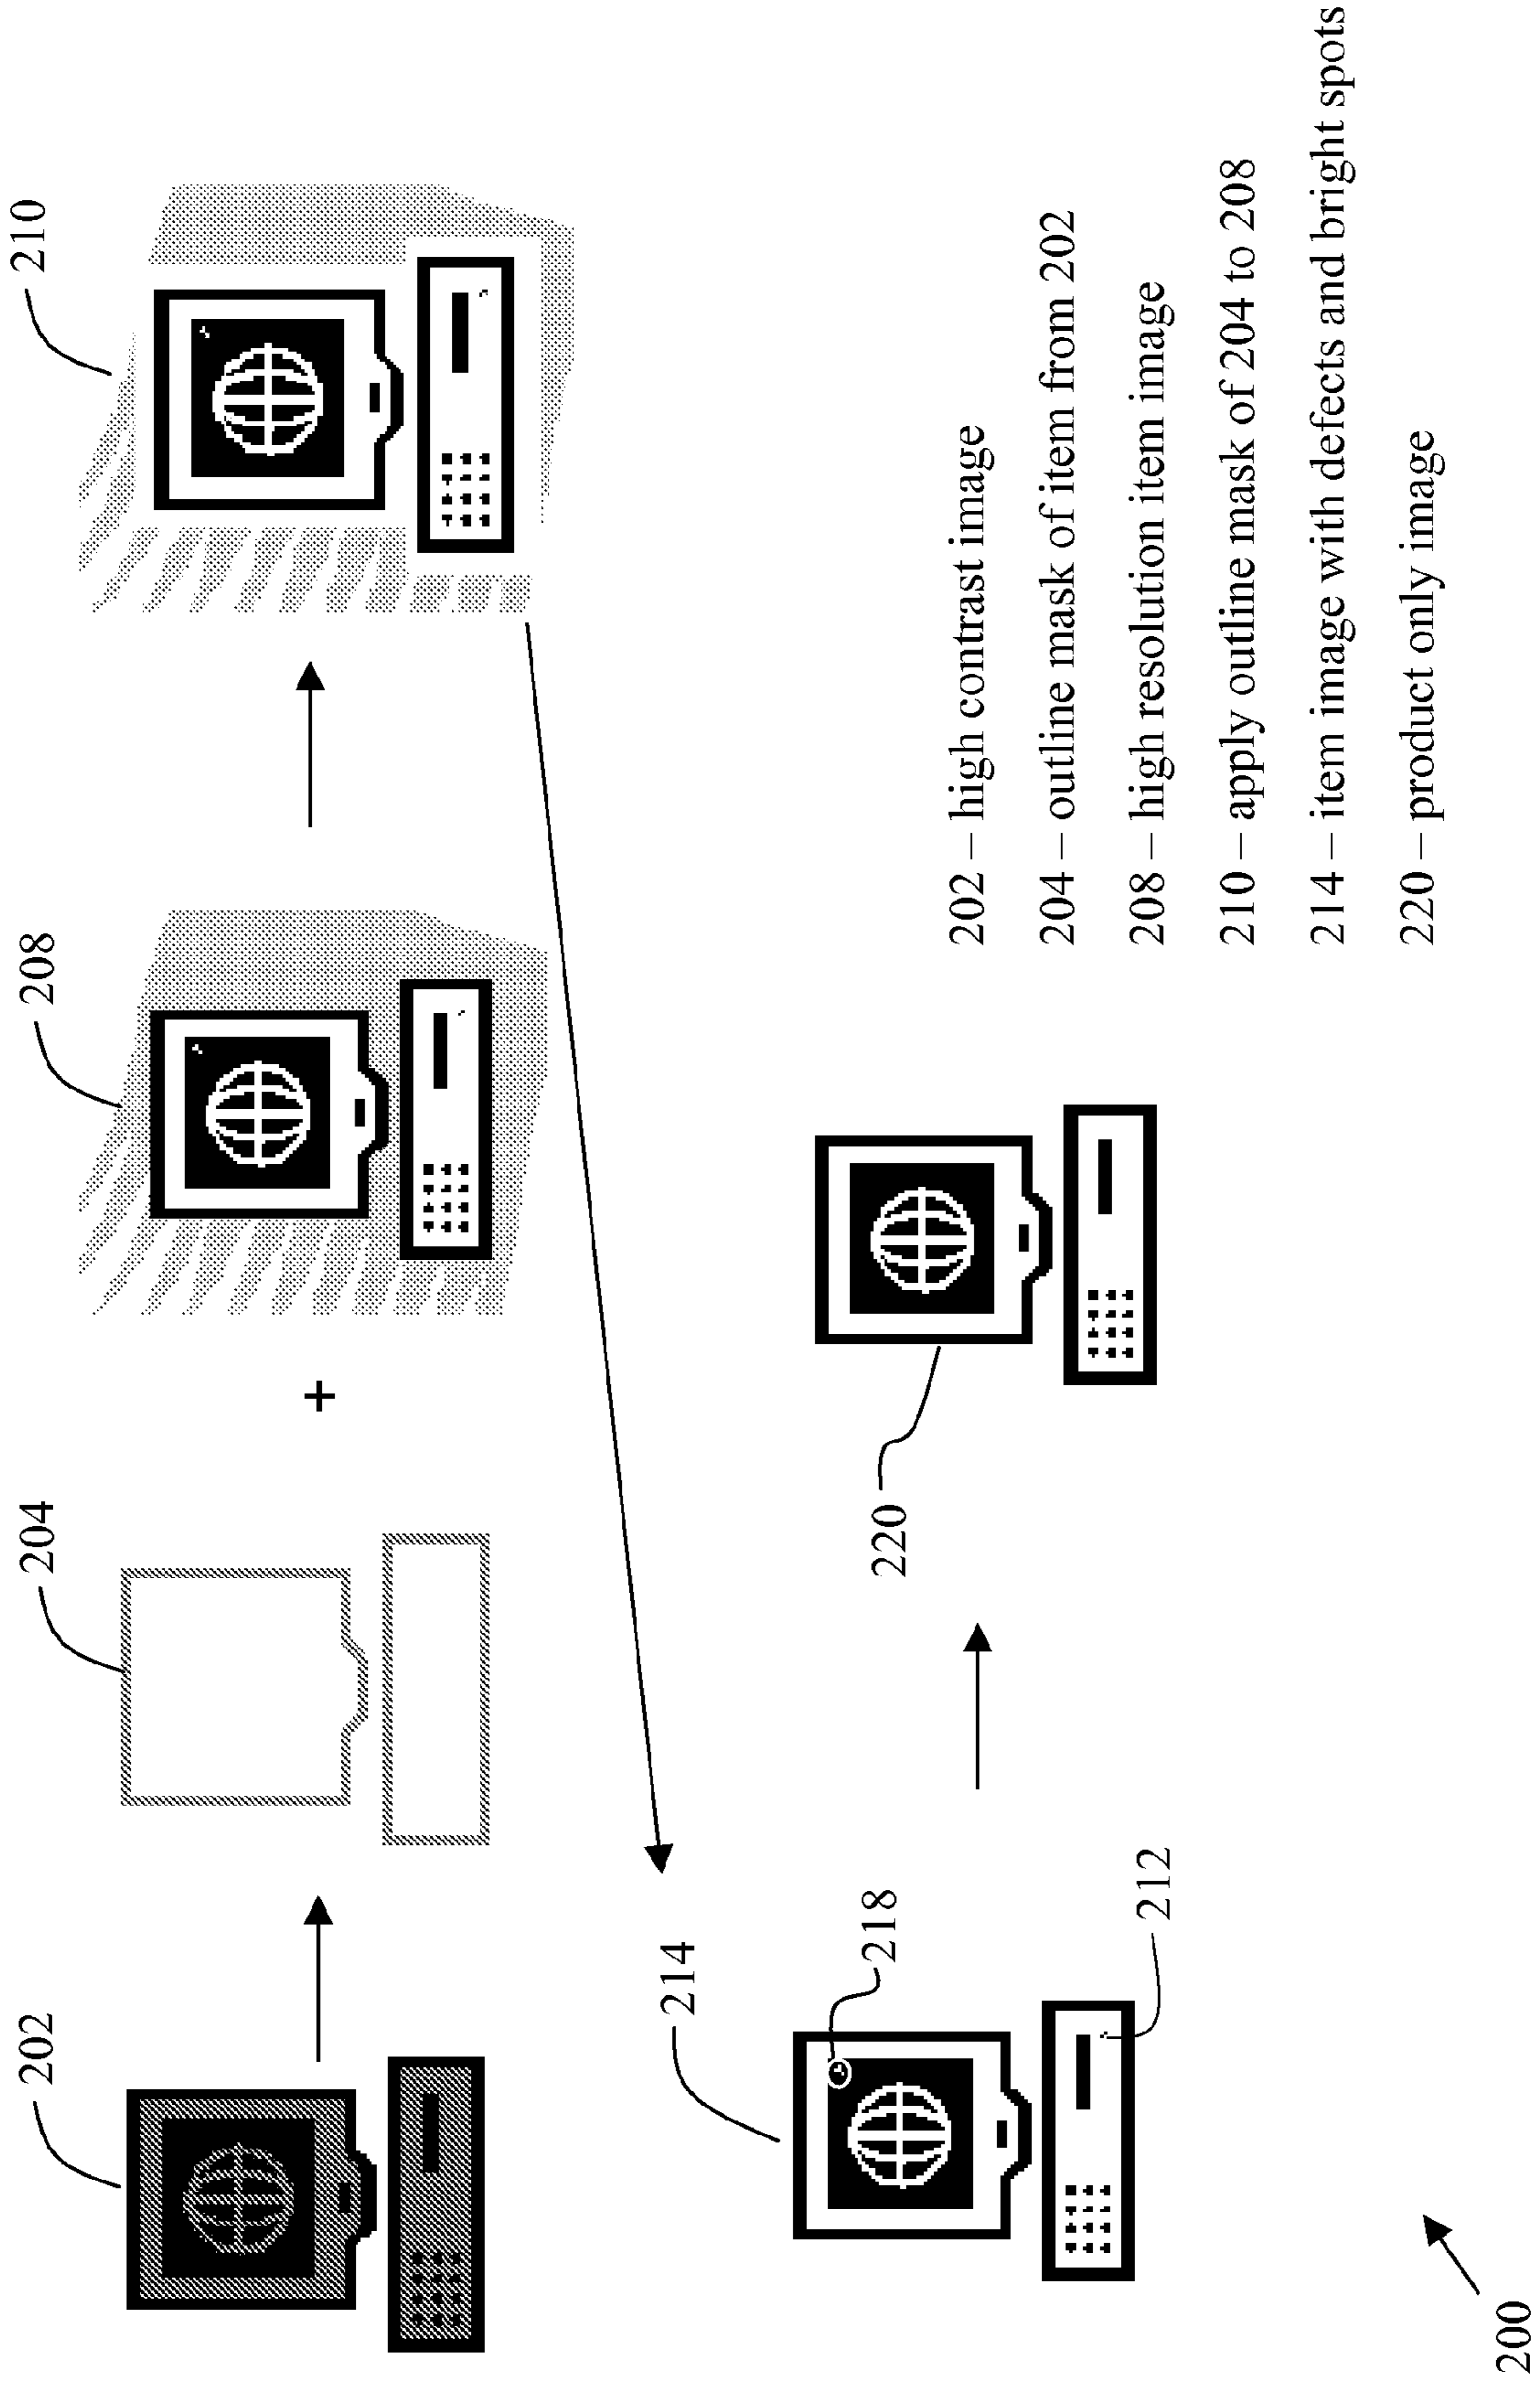 202
204
208
210
+
214
218
212
220
202 – high contrast image
204 – outline mask of item from 202
208 – high resolution item image
210 – apply outline mask of 204 to 208
214 – item image with defects and bright spots
220 – product only image
200